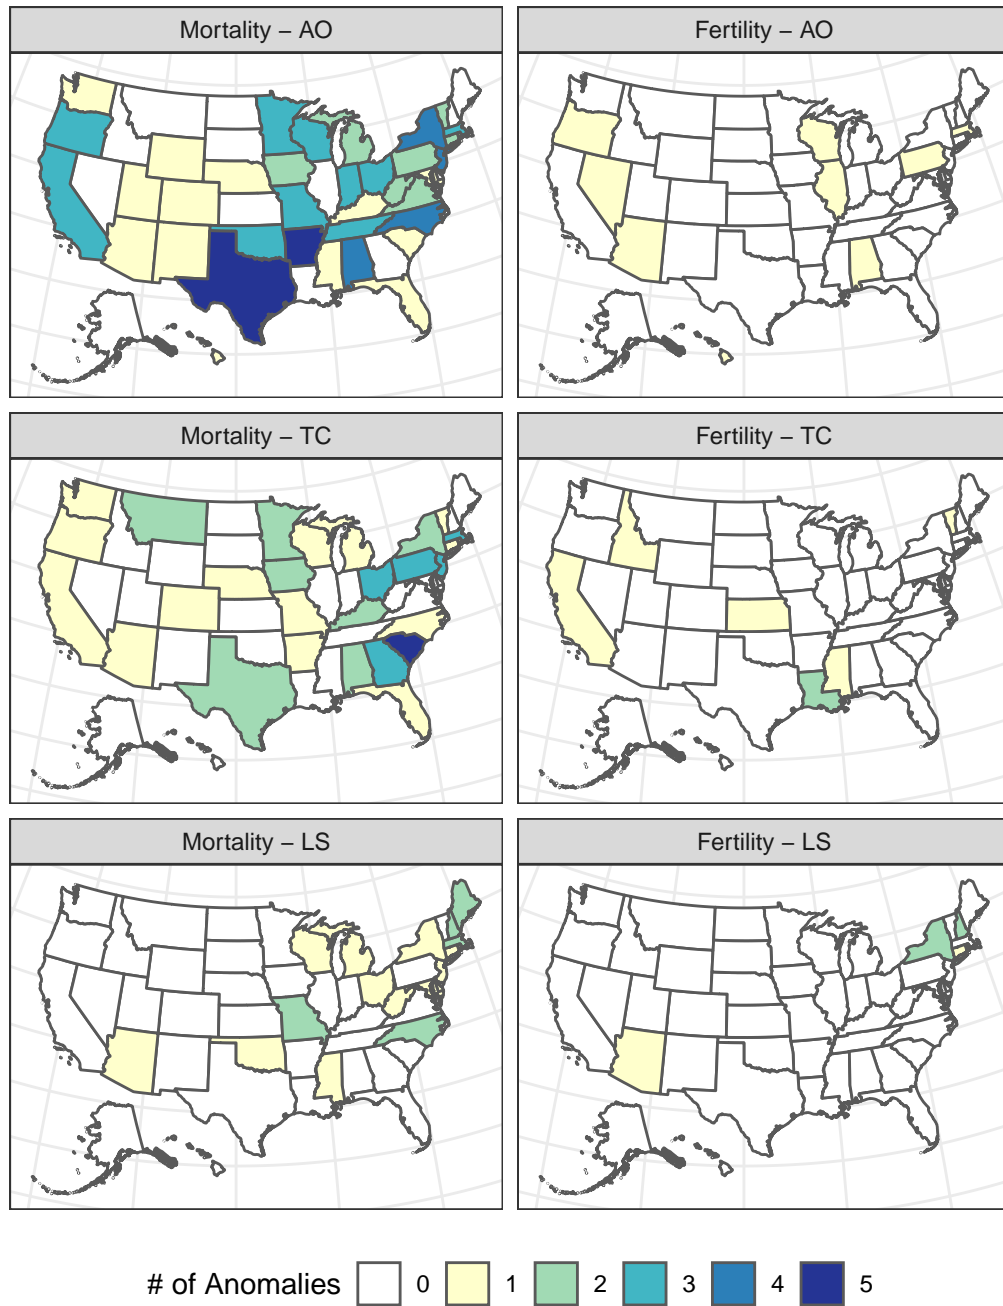 Mortality – AO
Fertility – AO
Mortality – TC
Fertility – TC
Mortality – LS
Fertility – LS
# of Anomalies 0 1 2 3 4 5